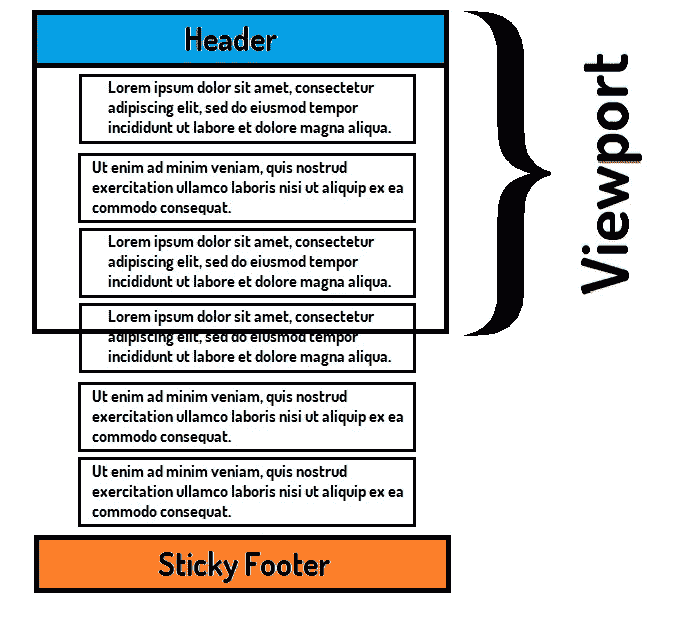 Header
Lorem ipsum dolor sit amet, consectetur
adipiscing elit, sed do eiusmod tempor
incididunt ut labore et dolore magna aliqua.
Ut enim ad minim veniam, quis nostrud
exercitation ullamco laboris nisi ut aliquip ex ea
commodo consequat.
Lorem ipsum dolor sit amet, consectetur
adipiscing elit, sed do eiusmod tempor
incididunt ut labore et dolore magna aliqua.
Lorem ipsum dolor sit amet, consectetur
adipiscing elit, sed do eiusmod tempor
incididunt ut labore et dolore magna aliqua.
Ut enim ad minim veniam, quis nostrud
exercitation ullamco laboris nisi ut aliquip ex ea
commodo consequat.
Ut enim ad minim veniam, quis nostrud
exercitation ullamco laboris nisi ut aliquip ex ea
commodo consequat.
Sticky Footer
Viewport